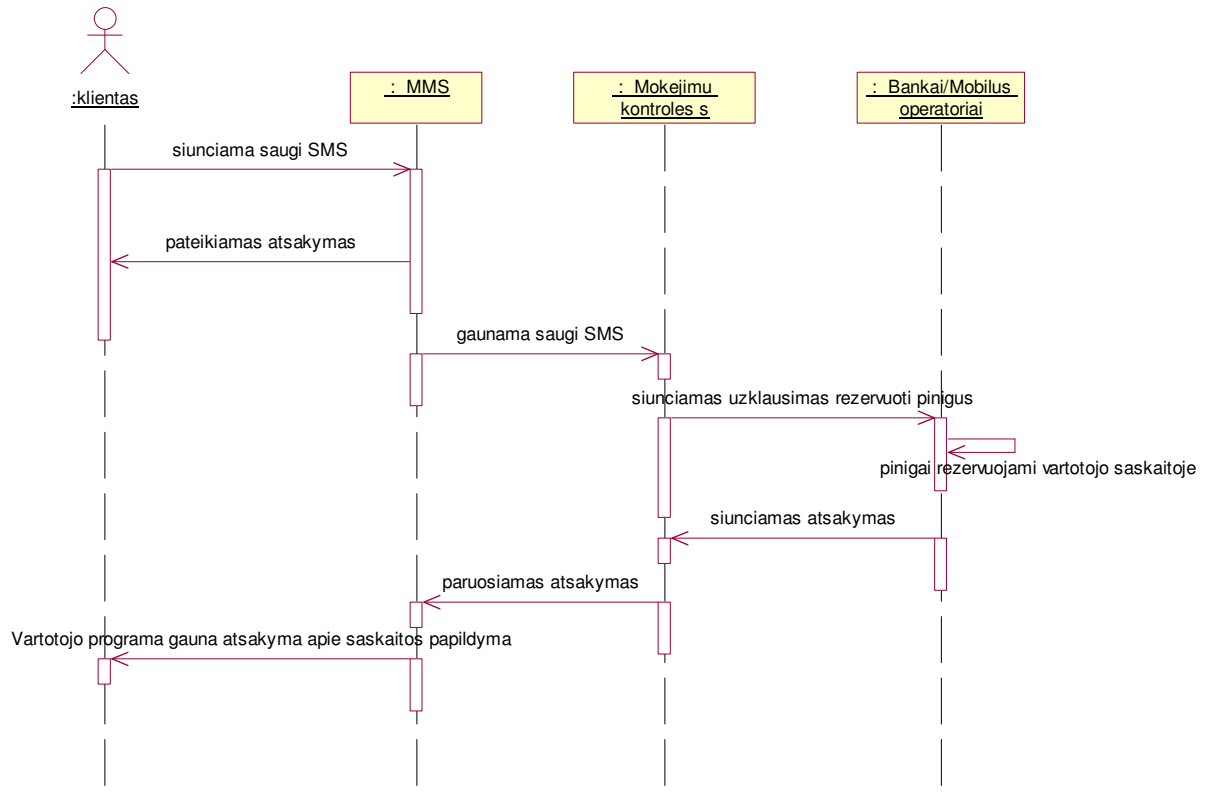 :klientas
: MMS
: Mokejimu
kontroles s
: Bankai/Mobilus
operatoriai
siunciama saugi SMS
pateikiamas atsakymas
gaunama saugi SMS
siunciamas uzklausimas rezervuoti pinigus
pinigai rezervuojami vartotojo saskaitoje
siunciamas atsakymas
paruosiamas atsakymas
Vartotojo programa gauna atsakyma apie saskaitos papildyma